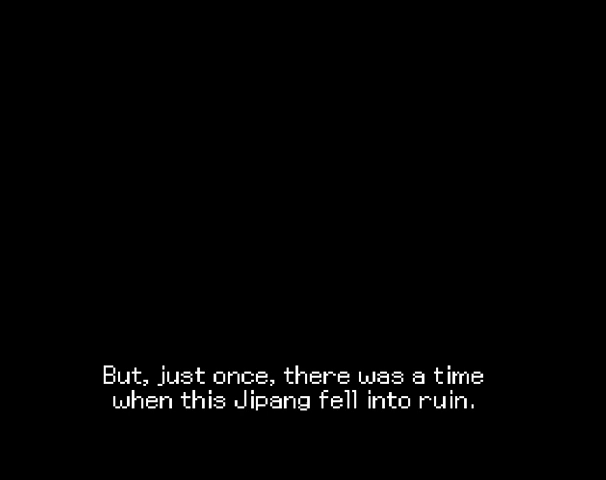 But, just once, there was a time
when this Jipang fell into ruin.